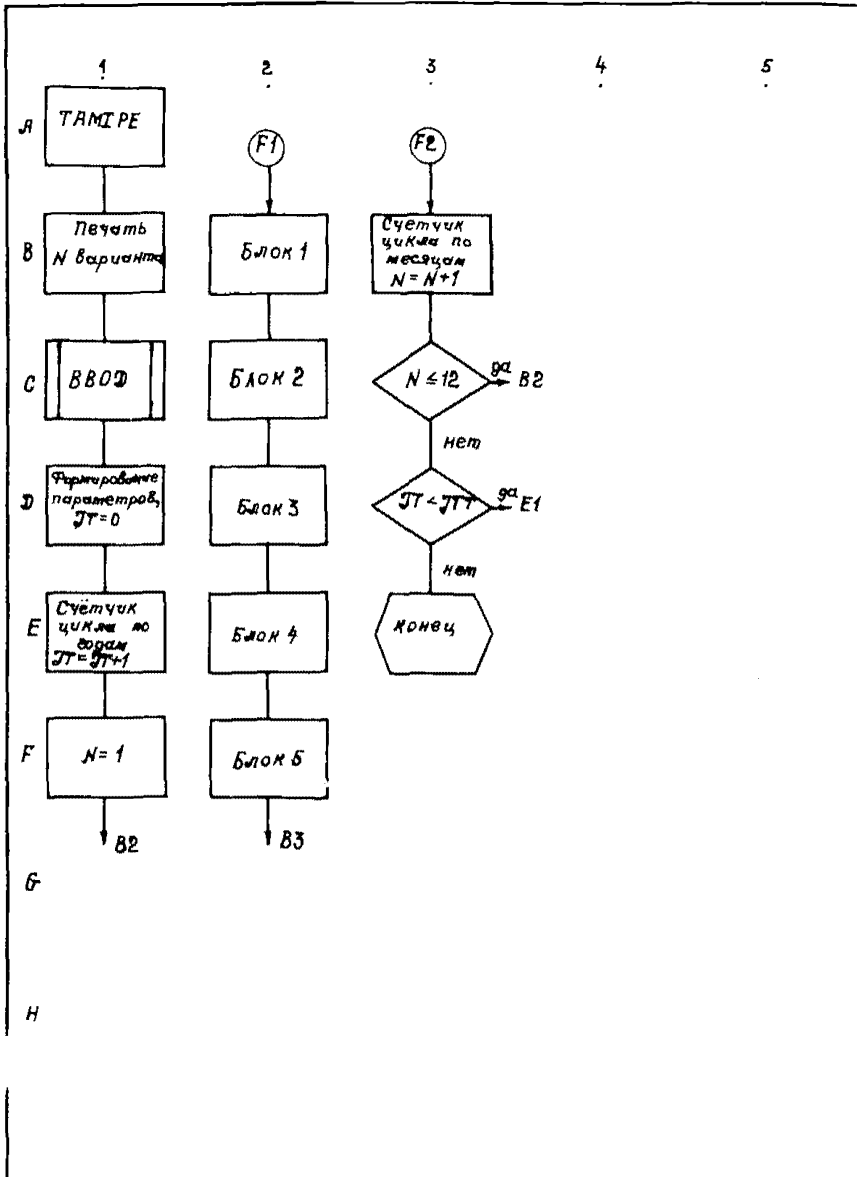 1 2 3 4 5
A
TAMIPE
F1
F2
B
Печать
N варианта
Блок 1
Счетчик
цикла по
месяцам
N = N+1
C
ВВОД
Блок 2
N ≤ 12
да
B2
нет
D
Формирование
параметров,
JT = 0
Блок 3
JT < JTT
да
E1
нет
E
Счётчик
цикла по
годам
JT = JT+1
Блок 4
конец
F
N = 1
Блок 5
B2
B3
G
H